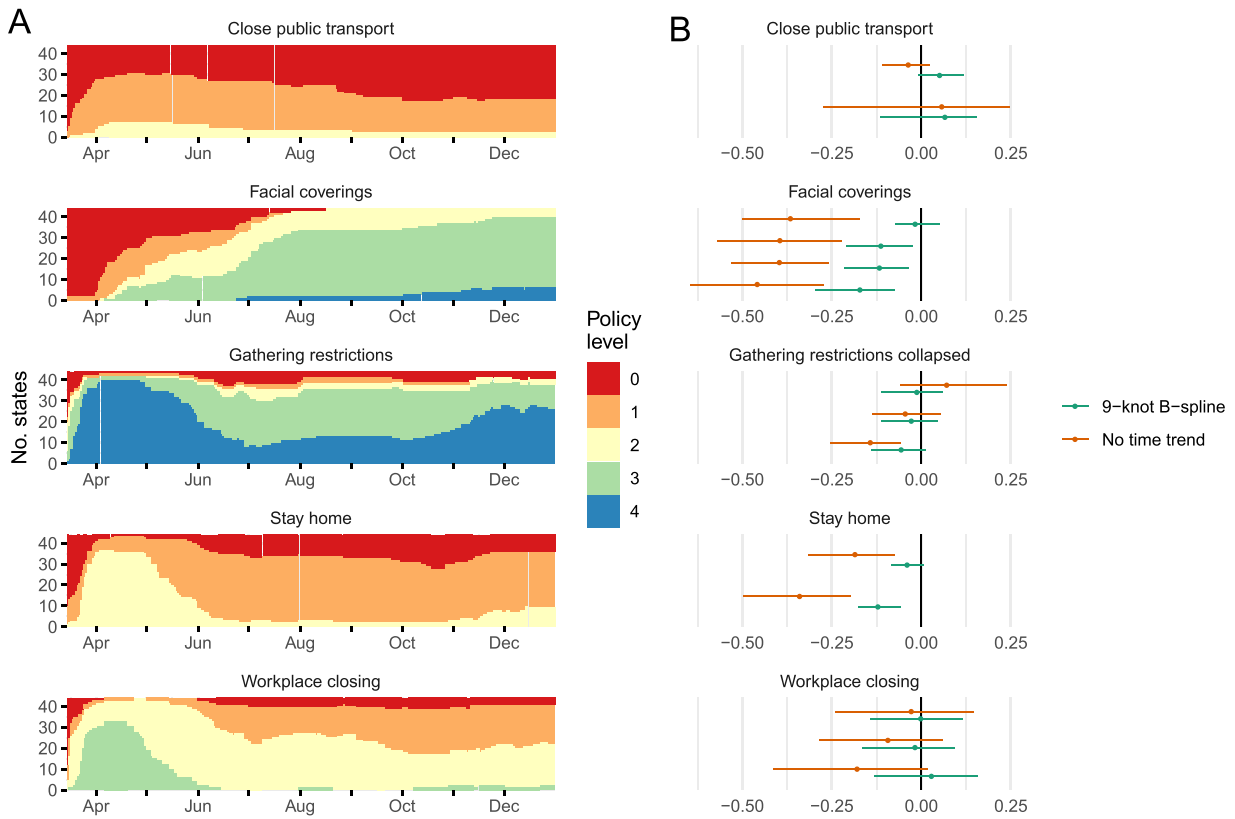 A
Close public transport
40
30
20
10
0
Apr Jun Aug Oct Dec
Facial coverings
40
30
20
10
0
Apr Jun Aug Oct Dec
Gathering restrictions
No. states
40
30
20
10
0
Apr Jun Aug Oct Dec
Stay home
40
30
20
10
0
Apr Jun Aug Oct Dec
Workplace closing
40
30
20
10
0
Apr Jun Aug Oct Dec
Policy
level
0
1
2
3
4
B
Close public transport
−0.50 −0.25 0.00 0.25
Facial coverings
−0.50 −0.25 0.00 0.25
Gathering restrictions collapsed
−0.50 −0.25 0.00 0.25
Stay home
−0.50 −0.25 0.00 0.25
Workplace closing
−0.50 −0.25 0.00 0.25
9−knot B−spline
No time trend